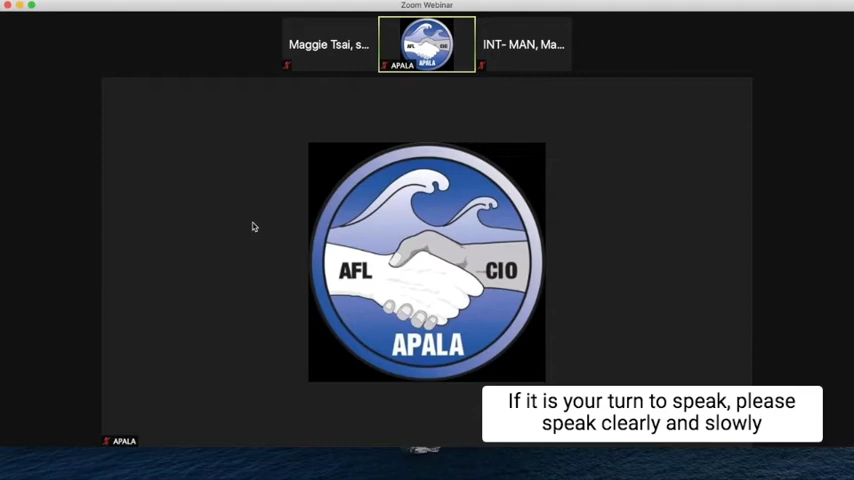 Zoom Webinar
Maggie Tsai, s...
AFL CIO
APALA
APALA
INT- MAN, Ma...
AFL CIO
APALA
If it is your turn to speak, please
speak clearly and slowly
APALA